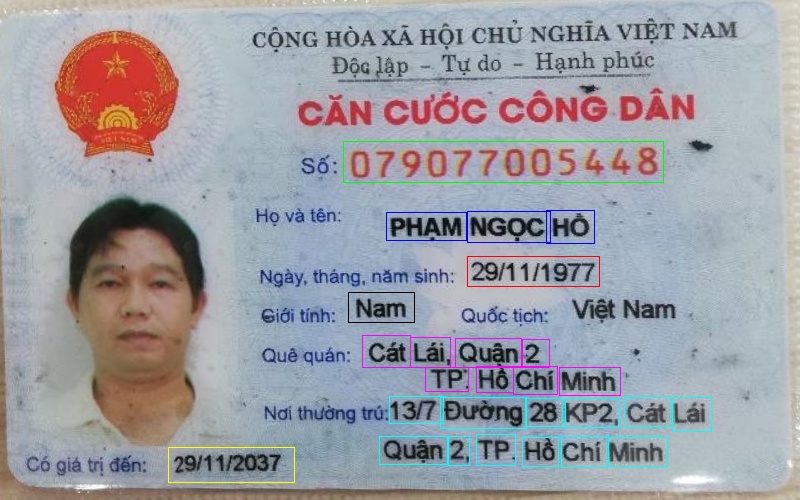 CỘNG HÒA XÃ HỘI CHỦ NGHĨA VIỆT NAM
Độc lập - Tự do - Hạnh phúc
CĂN CƯỚC CÔNG DÂN
Số: 079077005448
Họ và tên: PHẠM NGỌC HỒ
Ngày, tháng, năm sinh: 29/11/1977
Giới tính: Nam Quốc tịch: Việt Nam
Quê quán: Cát Lái, Quận 2
TP. Hồ Chí Minh
Nơi thường trú: 13/7 Đường 28 KP2, Cát Lái
Quận 2, TP. Hồ Chí Minh
Có giá trị đến: 29/11/2037